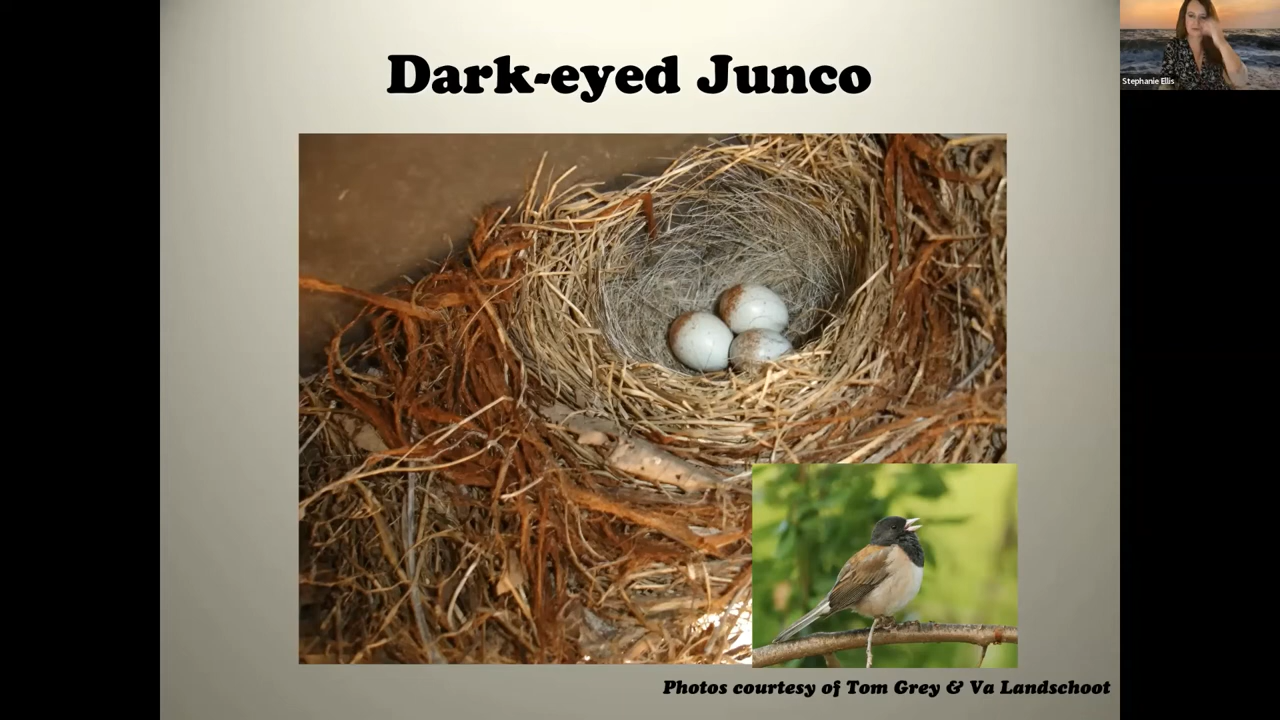 Dark-eyed Junco
Stephanie Ellis
Photos courtesy of Tom Grey & Va Landschoot